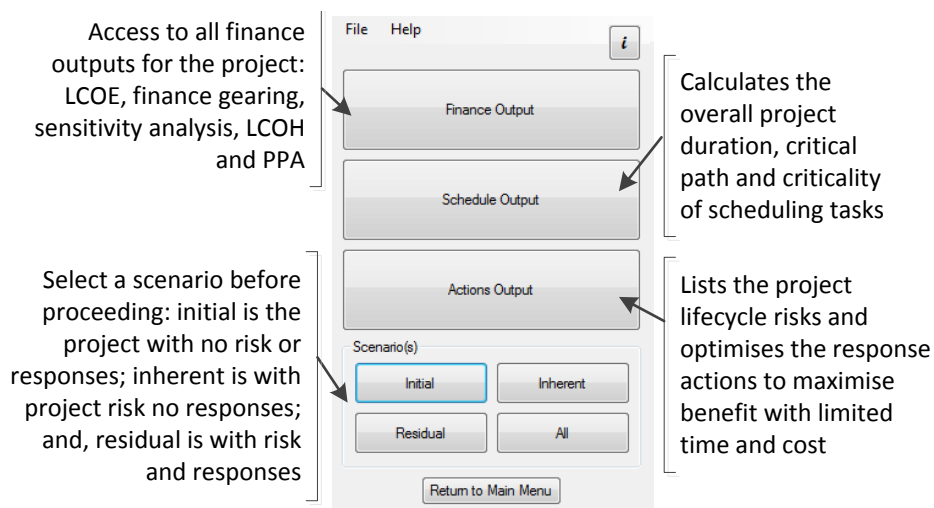 Access to all finance
outputs for the project:
LCOE, finance gearing,
sensitivity analysis, LCOH
and PPA
Select a scenario before
proceeding: initial is the
project with no risk or
responses; inherent is with
project risk no responses;
and, residual is with risk
and responses
File Help
i
Finance Output
Schedule Output
Actions Output
Scenario(s)
Initial Inherent
Residual All
Return to Main Menu
Calculates the
overall project
duration, critical
path and criticality
of scheduling tasks
Lists the project
lifecycle risks and
optimises the response
actions to maximise
benefit with limited
time and cost